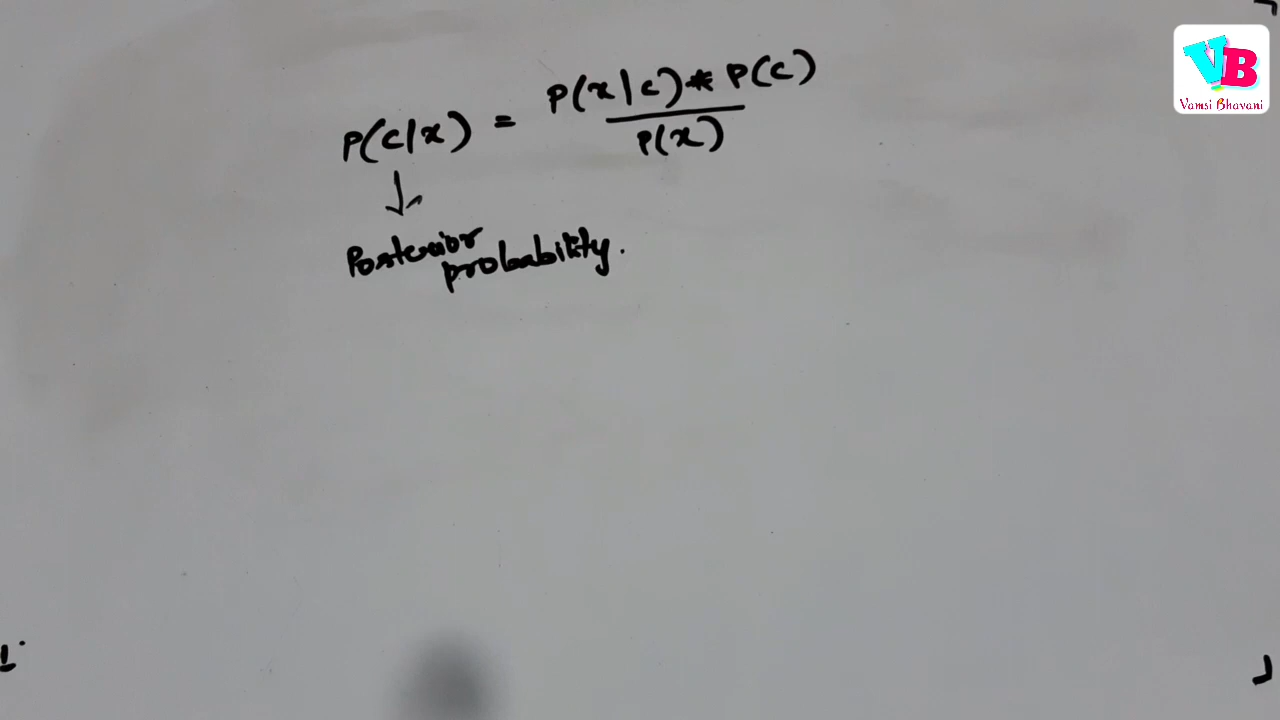 VB
Vamsi Bhavani
P(c|x) = P(x|c) * P(c)
P(x)
Posterior
probability.